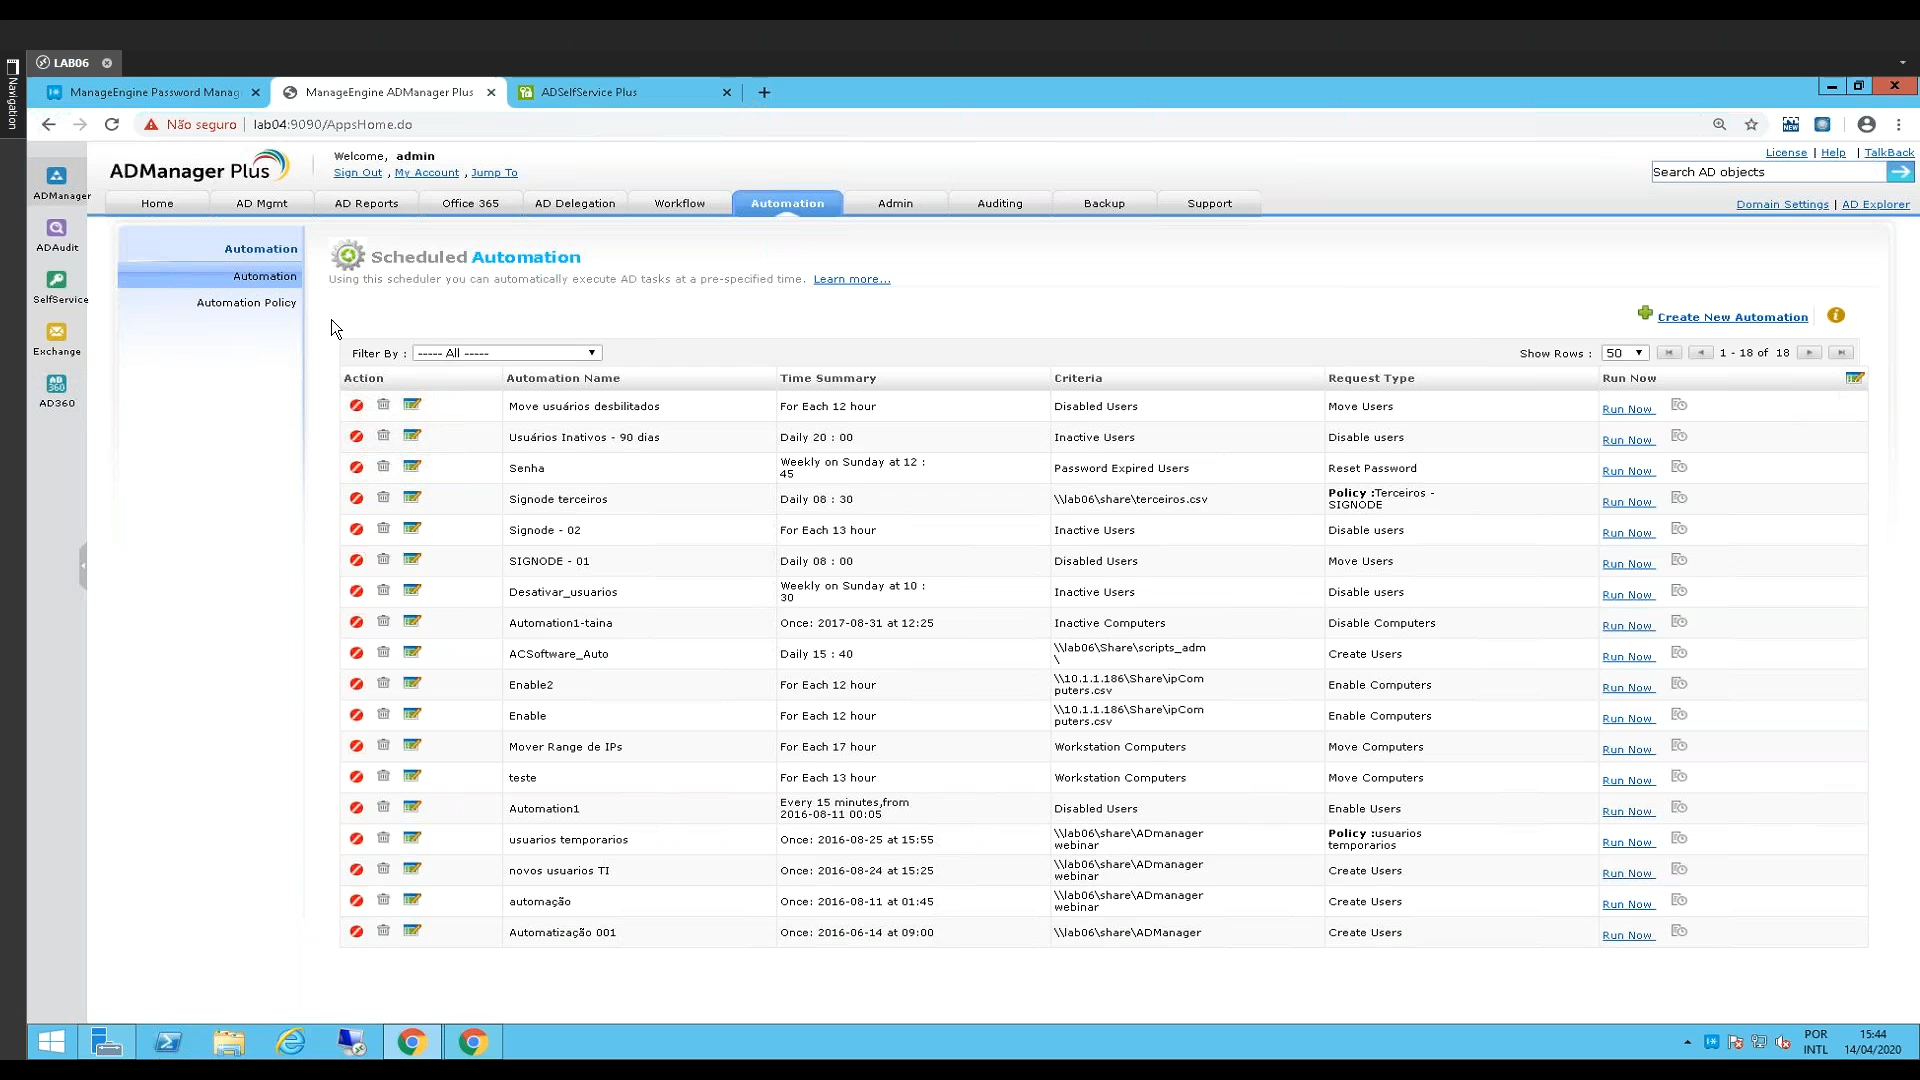 Navigation
LAB06
ManageEngine Password Manag
ManageEngine ADManager Plus
ADSelfService Plus
Não seguro
lab04:9090/AppsHome.do
NEW
ADManager
ADAudit
SelfService
Exchange
AD
360
AD360
ADManager Plus
Welcome, admin
Sign Out , My Account , Jump To
License | Help | TalkBack
Search AD objects
Home
AD Mgmt
AD Reports
Office 365
AD Delegation
Workflow
Automation
Admin
Auditing
Backup
Support
Domain Settings | AD Explorer
Automation
Automation
Automation Policy
Scheduled Automation
Using this scheduler you can automatically execute AD tasks at a pre-specified time. Learn more...
Create New Automation
Filter By : ----- All -----
Show Rows : 50 1 - 18 of 18
Action Automation Name Time Summary Criteria Request Type Run Now
Move usuários desbilitados For Each 12 hour Disabled Users Move Users Run Now
Usuários Inativos - 90 dias Daily 20 : 00 Inactive Users Disable users Run Now
Senha Weekly on Sunday at 12 : 45 Password Expired Users Reset Password Run Now
Signode terceiros Daily 08 : 30 \\lab06\share\terceiros.csv Policy :Terceiros - SIGNODE Run Now
Signode - 02 For Each 13 hour Inactive Users Disable users Run Now
SIGNODE - 01 Daily 08 : 00 Disabled Users Move Users Run Now
Desativar_usuarios Weekly on Sunday at 10 : 30 Inactive Users Disable users Run Now
Automation1-taina Once: 2017-08-31 at 12:25 Inactive Computers Disable Computers Run Now
ACSoftware_Auto Daily 15 : 40 \\lab06\Share\scripts_adm\ Create Users Run Now
Enable2 For Each 12 hour \\10.1.1.186\Share\ipComputers.csv Enable Computers Run Now
Enable For Each 12 hour \\10.1.1.186\Share\ipComputers.csv Enable Computers Run Now
Mover Range de IPs For Each 17 hour Workstation Computers Move Computers Run Now
teste For Each 13 hour Workstation Computers Move Computers Run Now
Automation1 Every 15 minutes,from 2016-08-11 00:05 Disabled Users Enable Users Run Now
usuarios temporarios Once: 2016-08-25 at 15:55 \\lab06\share\ADmanager webinar Policy :usuarios temporarios Run Now
novos usuarios TI Once: 2016-08-24 at 15:25 \\lab06\share\ADmanager webinar Create Users Run Now
automação Once: 2016-08-11 at 01:45 \\lab06\share\ADmanager webinar Create Users Run Now
Automatização 001 Once: 2016-06-14 at 09:00 \\lab06\share\ADManager Create Users Run Now
POR
INTL
15:44
14/04/2020